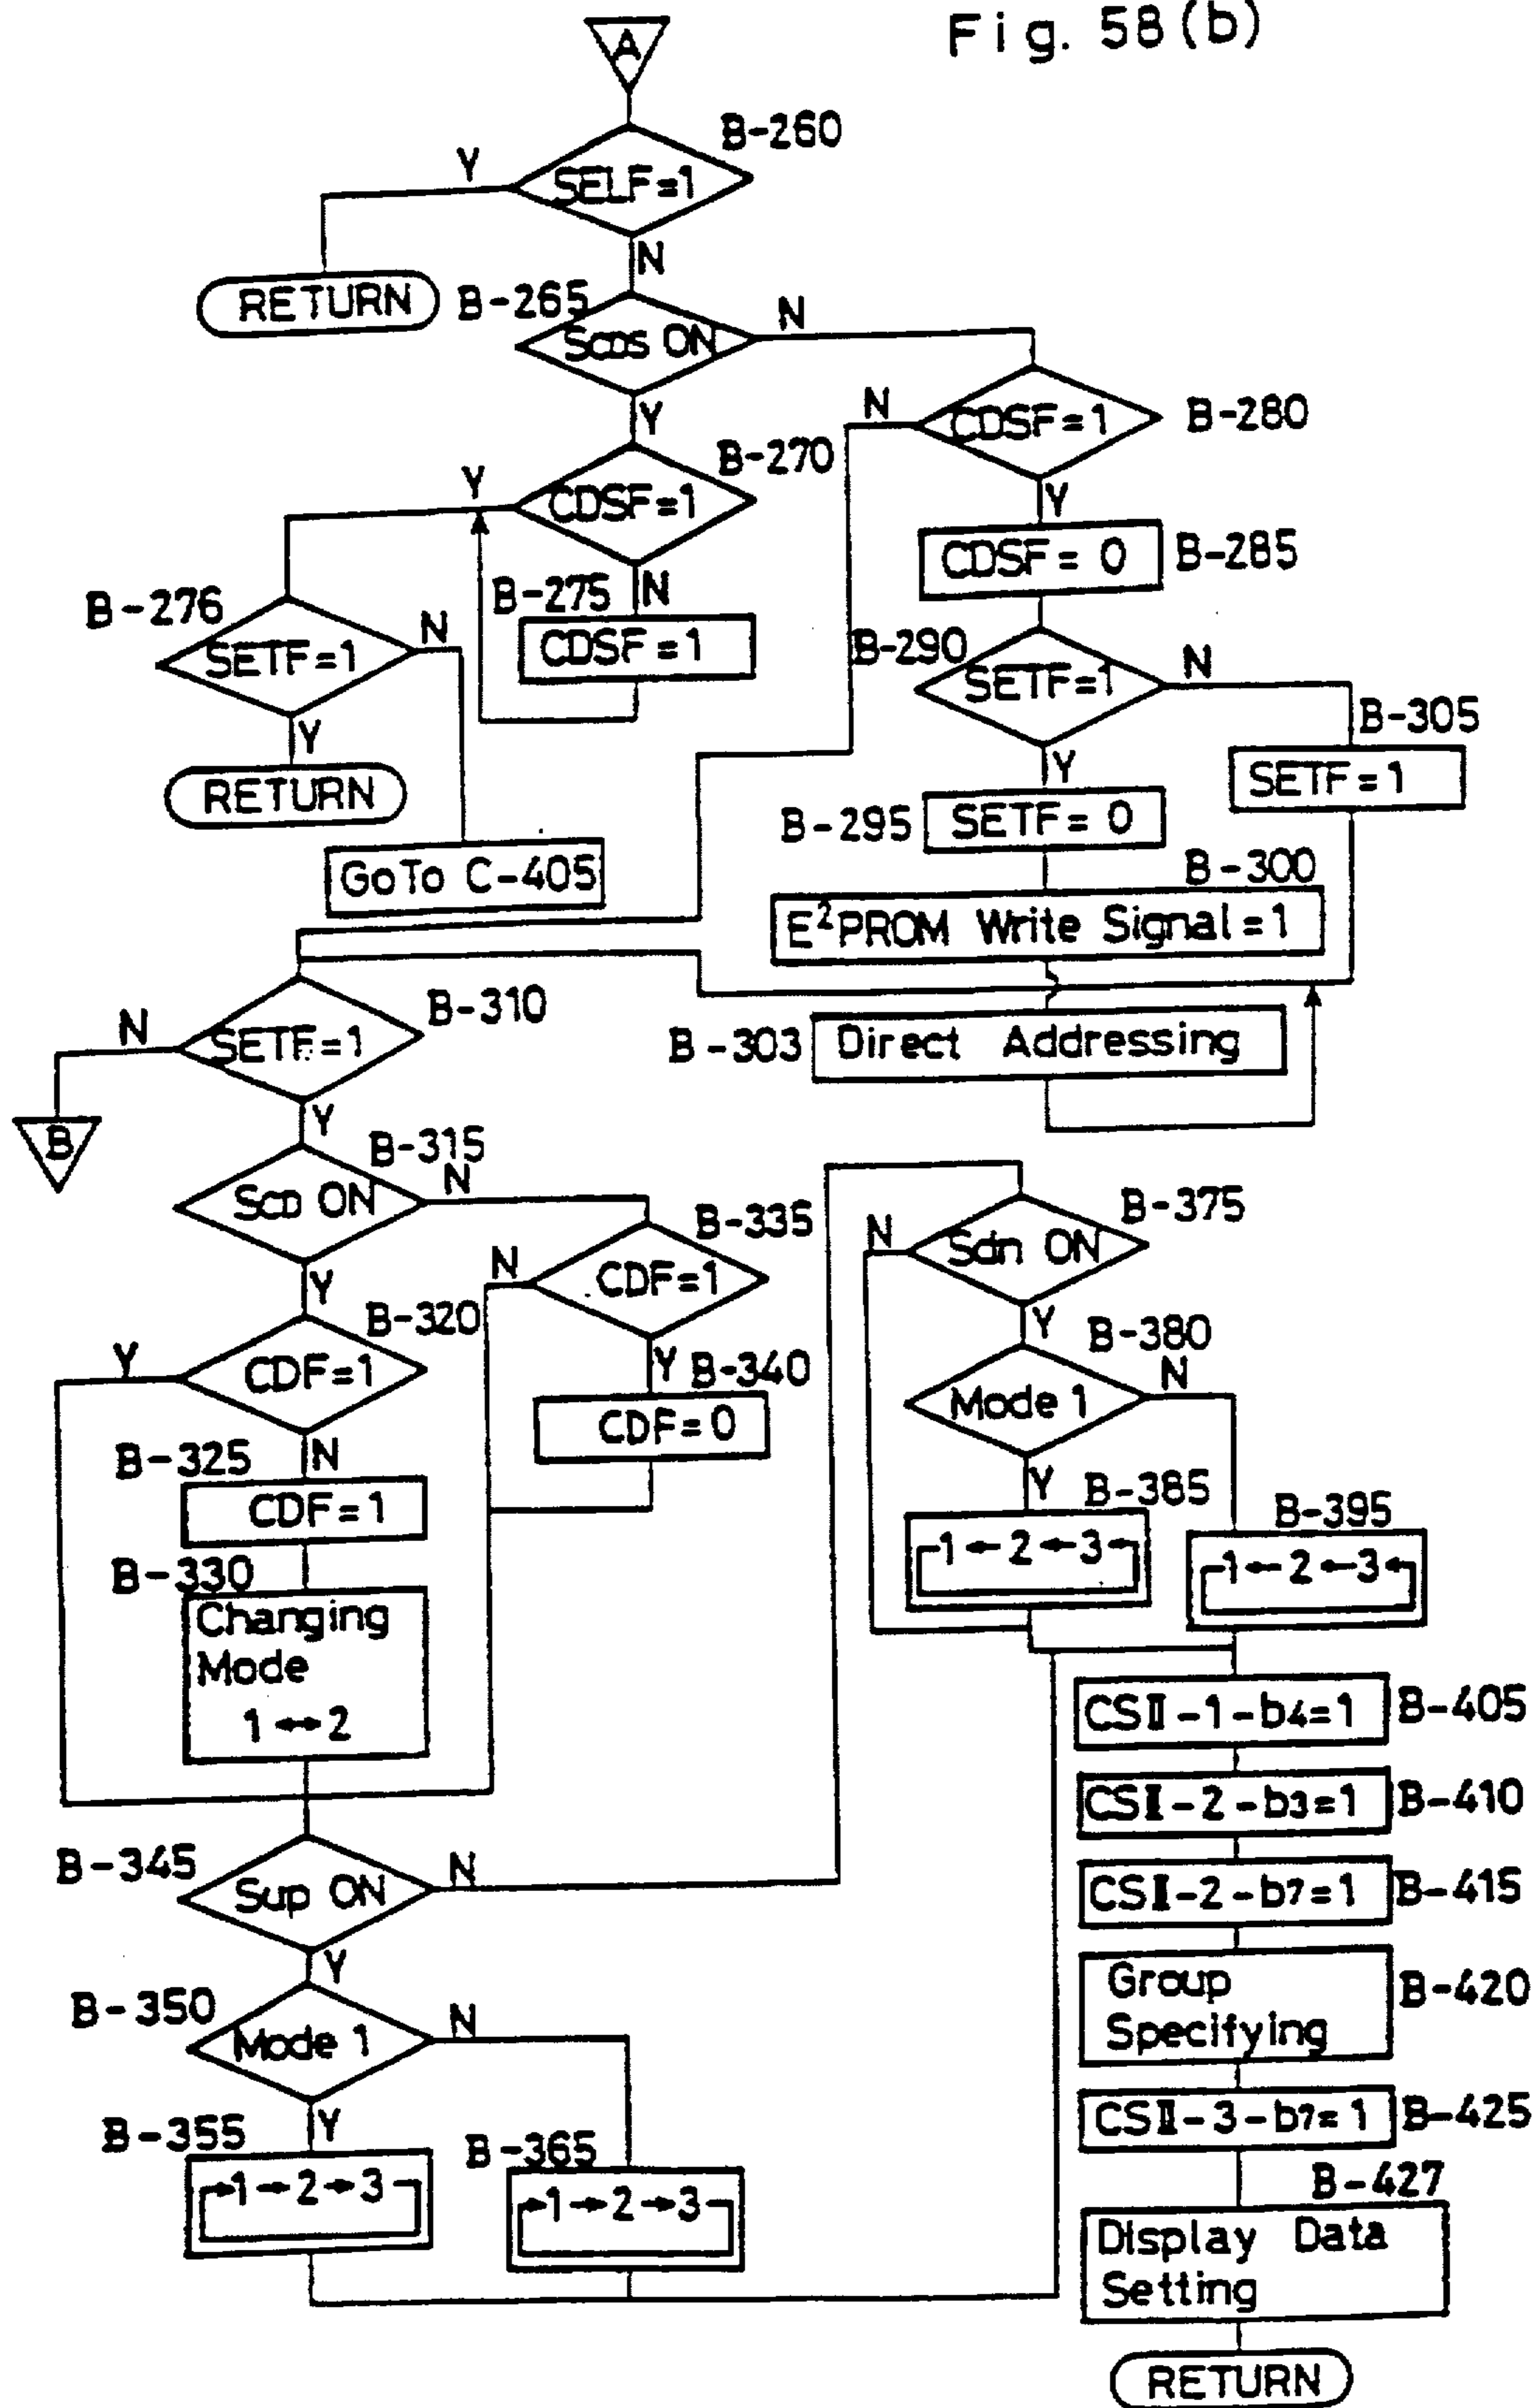 Fig. 58(b)
A
B-260
SELF=1
Y
N
RETURN
B-265
SCDS ON
N
Y
B-270
CDSF=1
Y
N
B-275
CDSF=1
B-276
SETF=1
N
Y
RETURN
GoTo C-405
B-280
CDSF=1
N
Y
CDSF=0
B-285
B-290
SETF=1
N
Y
B-305
SETF=1
B-295
SETF=0
B-300
E²PROM Write Signal=1
B-303
Direct Addressing
B-310
SETF=1
N
Y
B
B-315
SCD ON
N
Y
B-320
CDF=1
Y
N
B-325
CDF=1
B-330
Changing
Mode
1↔2
B-335
CDF=1
N
Y
B-340
CDF=0
B-345
Sup ON
N
Y
B-350
Mode 1
N
Y
B-355
1→2→3
B-365
1→2→3
B-375
Sdn ON
N
Y
B-380
Mode 1
N
Y
B-385
1←2←3
B-395
1←2←3
CSII-1-b4=1
B-405
CSII-2-b3=1
B-410
CSII-2-b7=1
B-415
Group
Specifying
B-420
CSII-3-b7=1
B-425
B-427
Display Data
Setting
RETURN